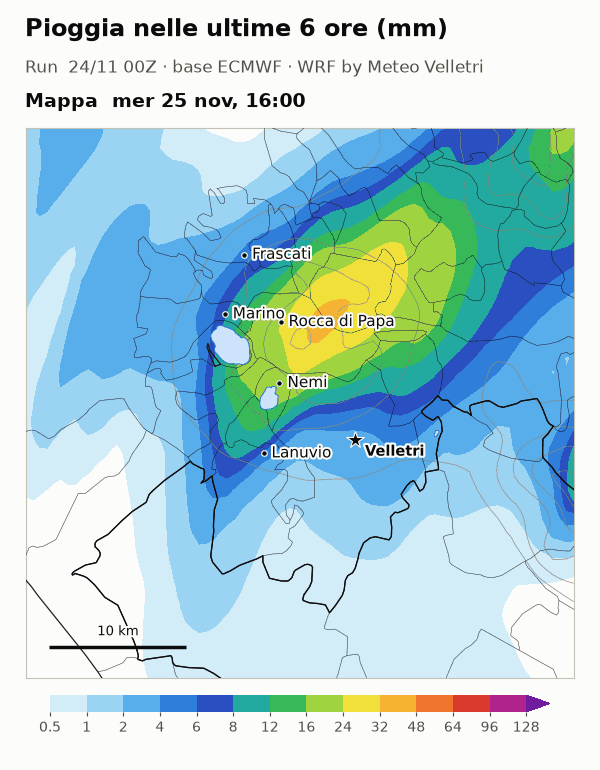 Pioggia nelle ultime 6 ore (mm)
Run 24/11 00Z · base ECMWF · WRF by Meteo Velletri
Mappa mer 25 nov, 16:00
Frascati
Marino
Rocca di Papa
Nemi
Velletri
Lanuvio
10 km
0.5 1 2 4 6 8 12 16 24 32 48 64 96 128